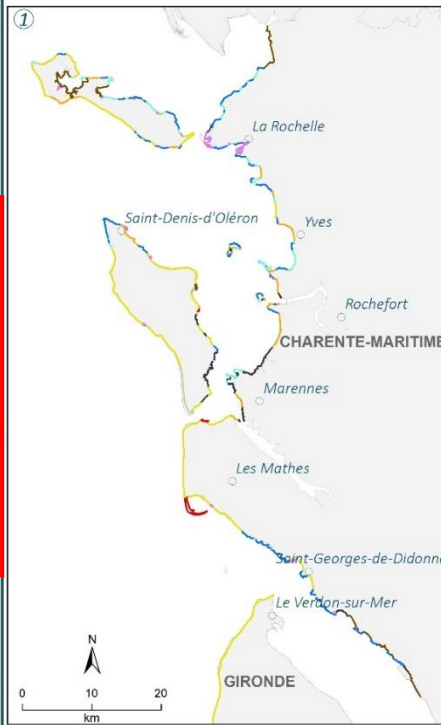 1
La Rochelle
Saint-Denis-d'Oléron
Yves
Rochefort
CHARENTE-MARITIME
Marennes
Les Mathes
Saint-Georges-de-Didonne
Le Verdon-sur-Mer
N
GIRONDE
0 10 20
km